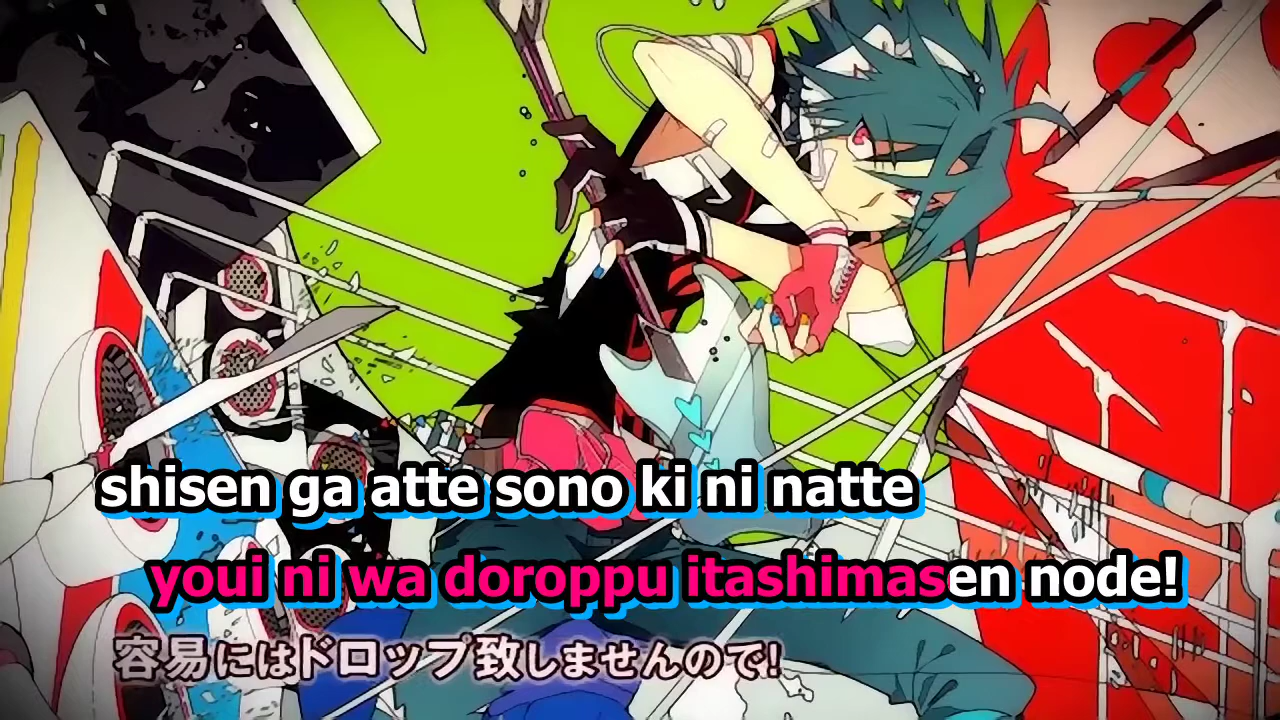 shisen ga atte sono ki ni natte
youi ni wa doroppu itashimasen node!
容易にはドロップ致しませんので!